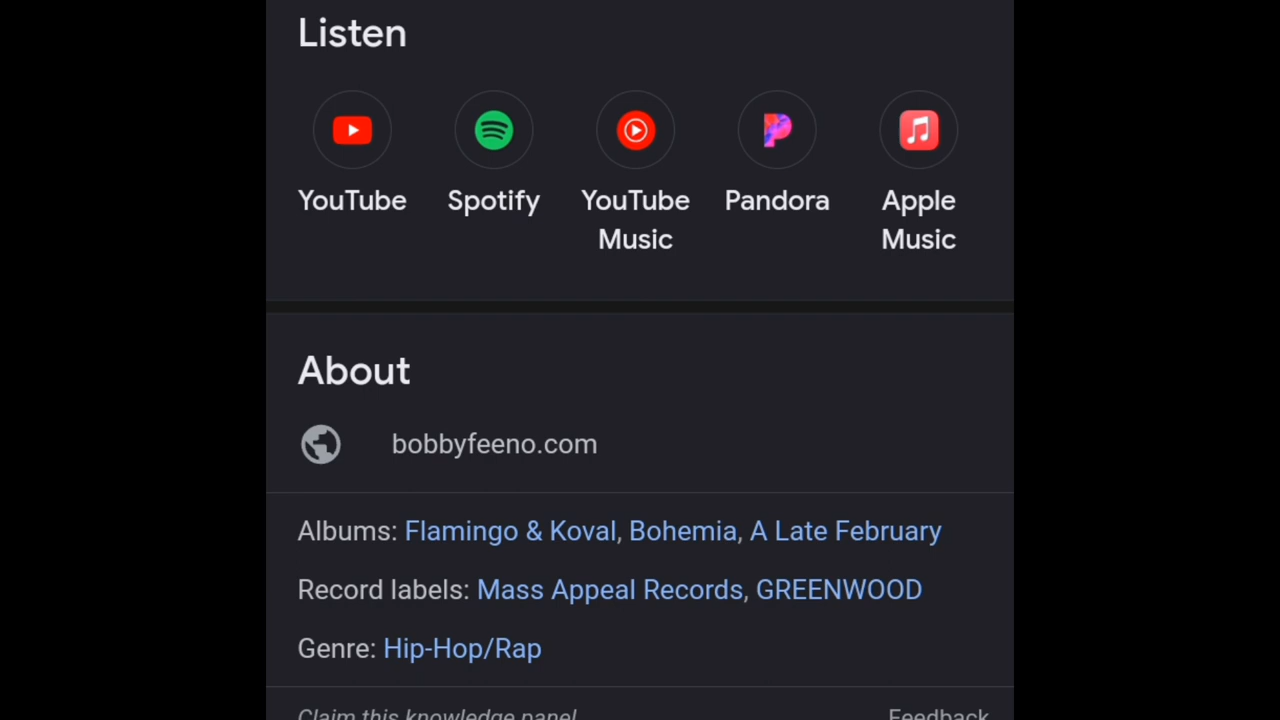 Listen
YouTube
Spotify
YouTube Music
Pandora
Apple Music
About
bobbyfeeno.com
Albums: Flamingo & Koval, Bohemia, A Late February
Record labels: Mass Appeal Records, GREENWOOD
Genre: Hip-Hop/Rap
Claim this knowledge panel
Feedback